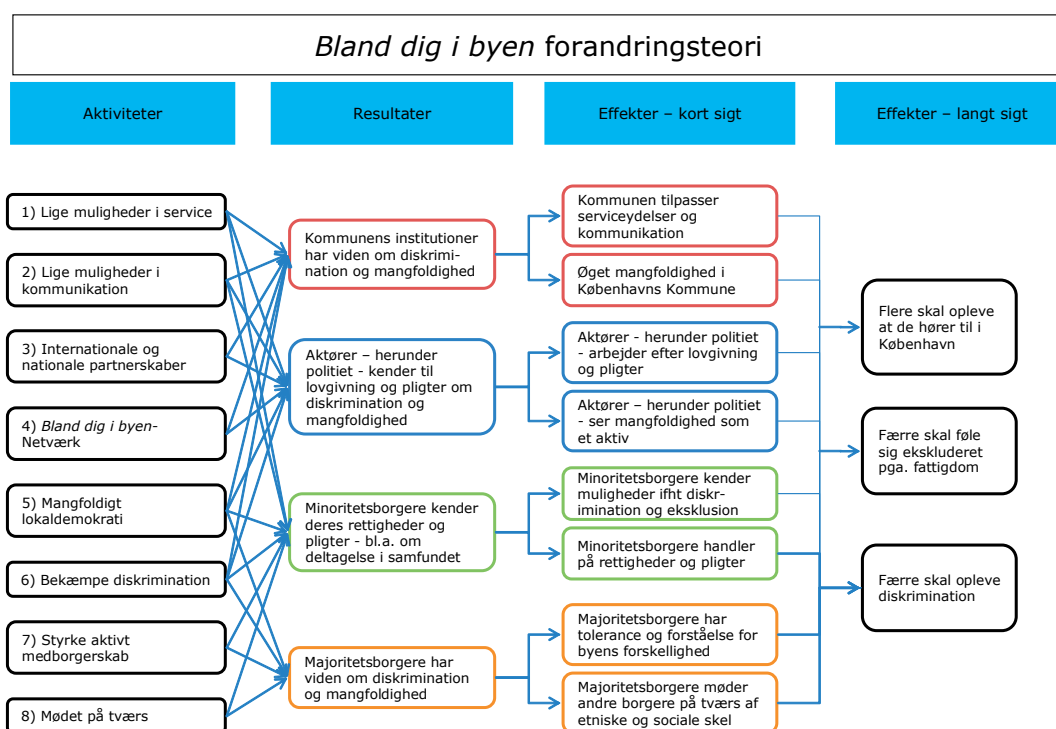 Bland dig i byen forandringsteori
Aktiviteter
Resultater
Effekter – kort sigt
Effekter – langt sigt
1) Lige muligheder i service
2) Lige muligheder i
kommunikation
3) Internationale og
nationale partnerskaber
4) Bland dig i byen-
Netværk
5) Mangfoldigt
lokaldemokrati
6) Bekæmpe diskrimination
7) Styrke aktivt
medborgerskab
8) Mødet på tværs
Kommunens institutioner
har viden om diskrimi-
nation og mangfoldighed
Aktører – herunder
politiet - kender til
lovgivning og pligter om
diskrimination og
mangfoldighed
Minoritetsborgere kender
deres rettigheder og
pligter - bl.a. om
deltagelse i samfundet
Majoritetsborgere har
viden om diskrimination
og mangfoldighed
Kommunen tilpasser
serviceydelser og
kommunikation
Øget mangfoldighed i
Københavns Kommune
Aktører - herunder politiet
- arbejder efter lovgivning
og pligter
Aktører – herunder politiet
- ser mangfoldighed som
et aktiv
Minoritetsborgere kender
muligheder ifht diskr-
imination og eksklusion
Minoritetsborgere handler
på rettigheder og pligter
Majoritetsborgere har
tolerance og forståelse for
byens forskellighed
Majoritetsborgere møder
andre borgere på tværs af
etniske og sociale skel
Flere skal opleve
at de hører til i
København
Færre skal føle
sig ekskluderet
pga. fattigdom
Færre skal opleve
diskrimination